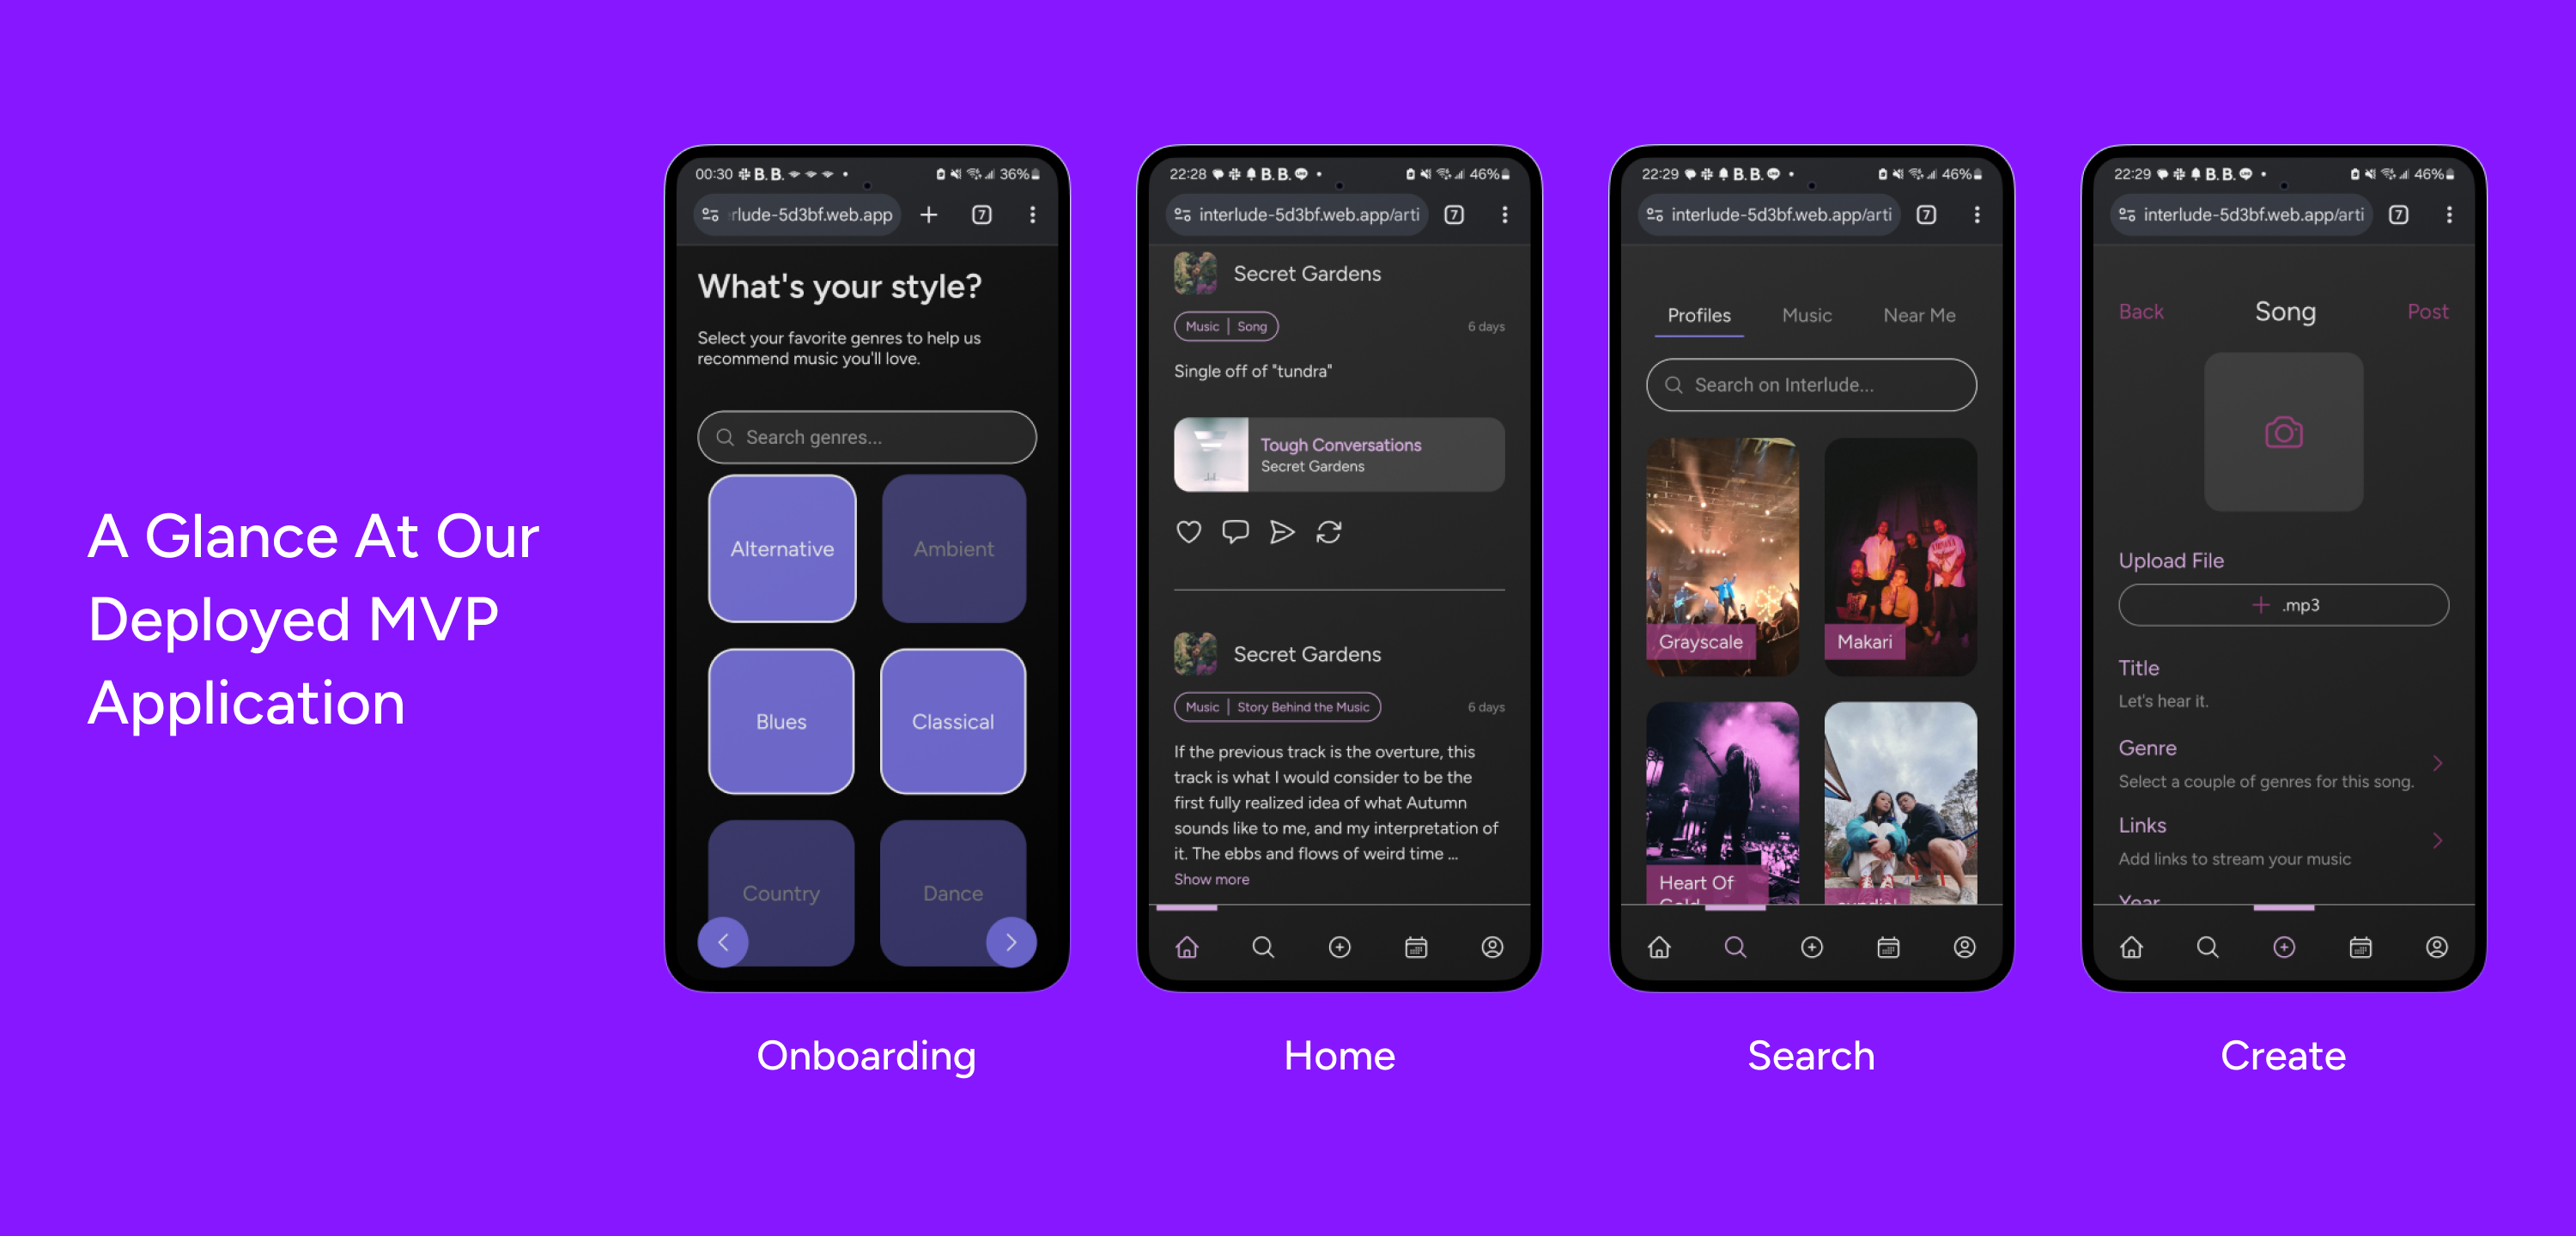 A Glance At Our
Deployed MVP
Application
00:30 B. B. 36%
rlude-5d3bf.web.app 7
What's your style?
Select your favorite genres to help us
recommend music you'll love.
Search genres...
Alternative Ambient
Blues Classical
Country Dance
Onboarding
22:28 B. B. 46%
interlude-5d3bf.web.app/arti 7
Secret Gardens
Music | Song 6 days
Single off of "tundra"
Tough Conversations
Secret Gardens
Secret Gardens
Music | Story Behind the Music 6 days
If the previous track is the overture, this
track is what I would consider to be the
first fully realized idea of what Autumn
sounds like to me, and my interpretation of
it. The ebbs and flows of weird time ...
Show more
Home
22:29 B. B. 46%
interlude-5d3bf.web.app/arti 7
Profiles Music Near Me
Search on Interlude...
Grayscale Makari
Heart Of
Search
22:29 B. B. 46%
interlude-5d3bf.web.app/arti 7
Back Song Post
Upload File
+ .mp3
Title
Let's hear it.
Genre
Select a couple of genres for this song.
Links
Add links to stream your music
Year
Create